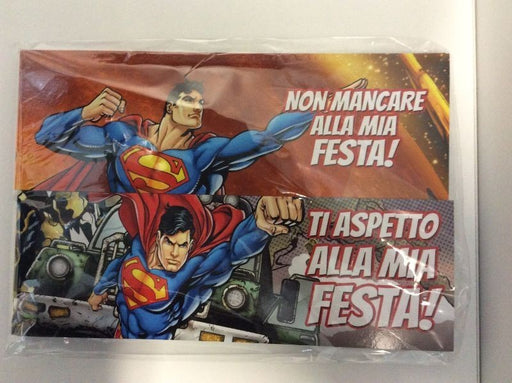 NON MANCARE
ALLA MIA
FESTA!
TI ASPETTO
ALLA MIA
FESTA!